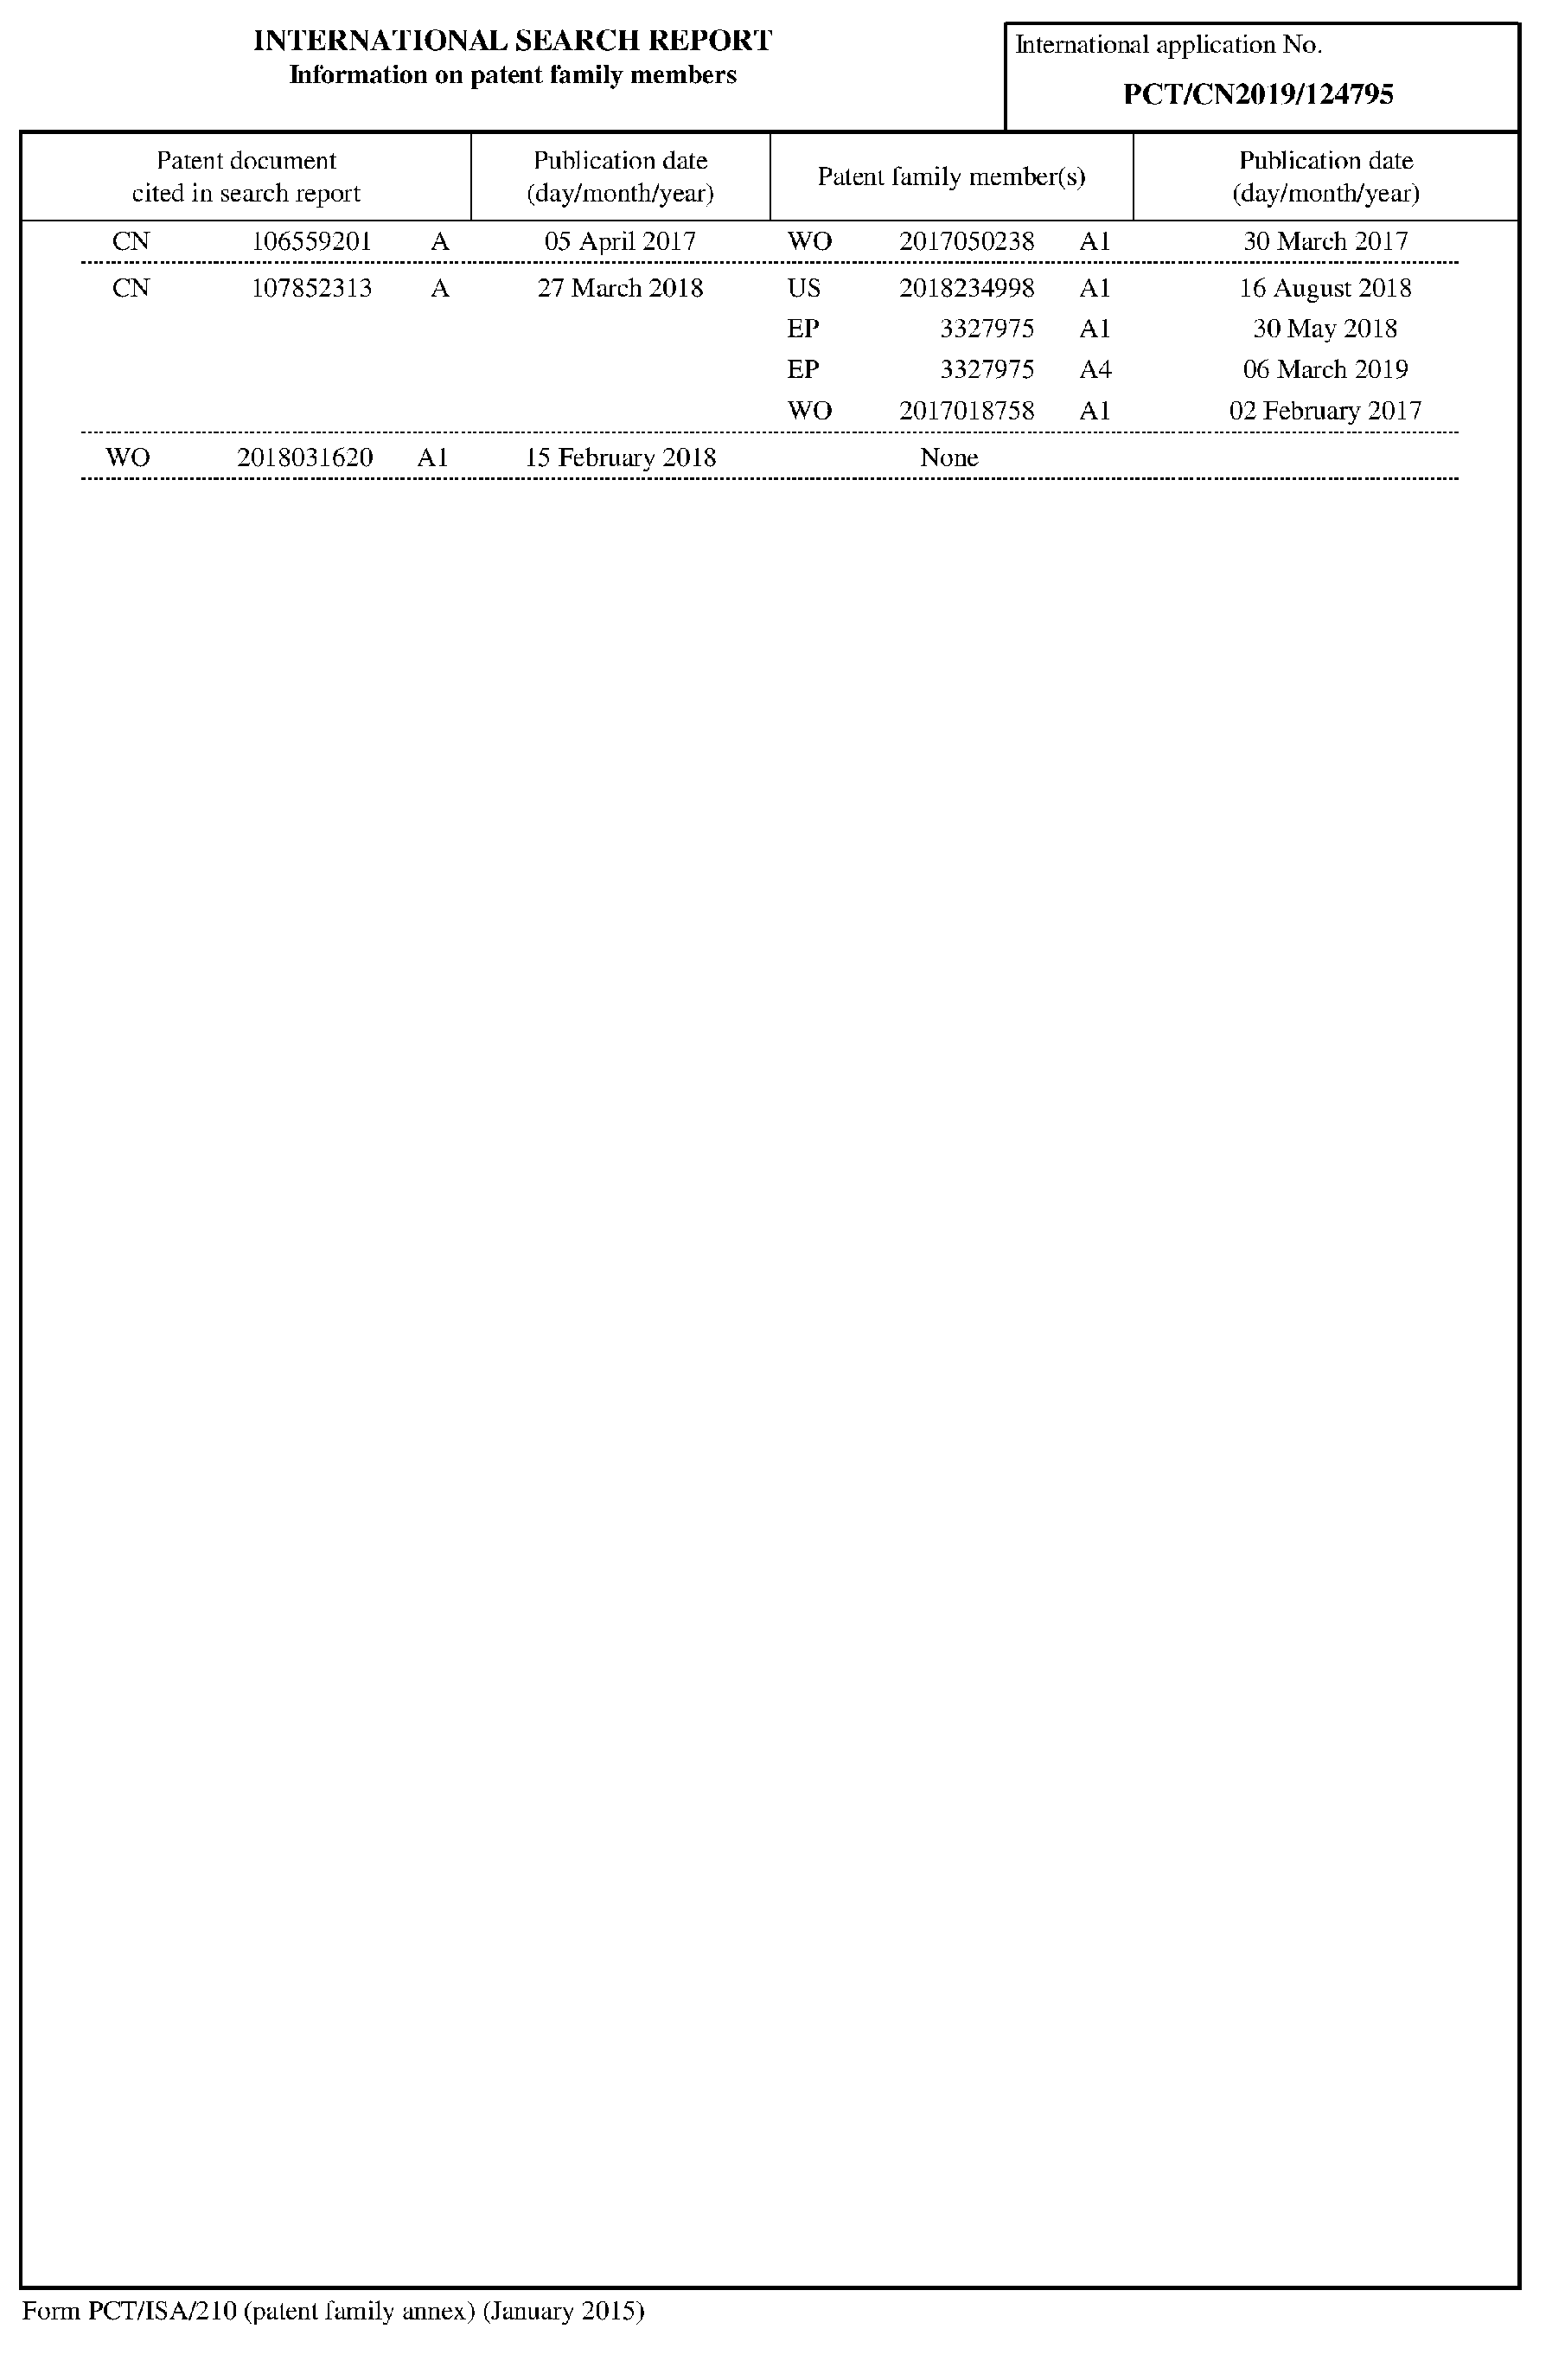 INTERNATIONAL SEARCH REPORT
Information on patent family members
International application No.
PCT/CN2019/124795
Patent document
cited in search report
Publication date
(day/month/year)
Patent family member(s)
Publication date
(day/month/year)
CN 106559201 A 05 April 2017 WO 2017050238 A1 30 March 2017
CN 107852313 A 27 March 2018 US 2018234998 A1 16 August 2018
EP 3327975 A1 30 May 2018
EP 3327975 A4 06 March 2019
WO 2017018758 A1 02 February 2017
WO 2018031620 A1 15 February 2018 None
Form PCT/ISA/210 (patent family annex) (January 2015)